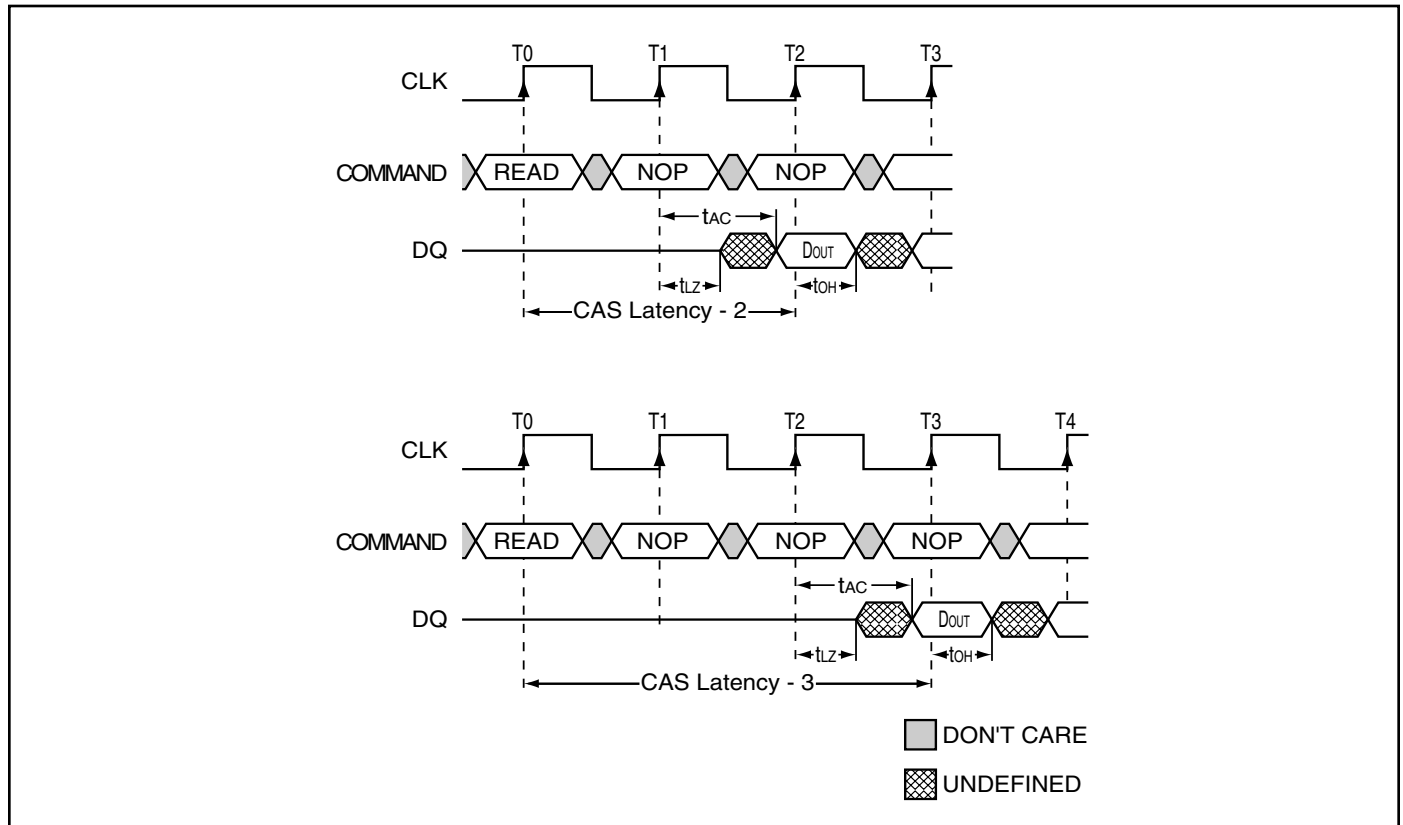 T0 T1 T2 T3
CLK
COMMAND READ NOP NOP
tAC
DQ DOUT
tLZ tOH
CAS Latency - 2
T0 T1 T2 T3 T4
CLK
COMMAND READ NOP NOP NOP
tAC
DQ DOUT
tLZ tOH
CAS Latency - 3
DON'T CARE
UNDEFINED